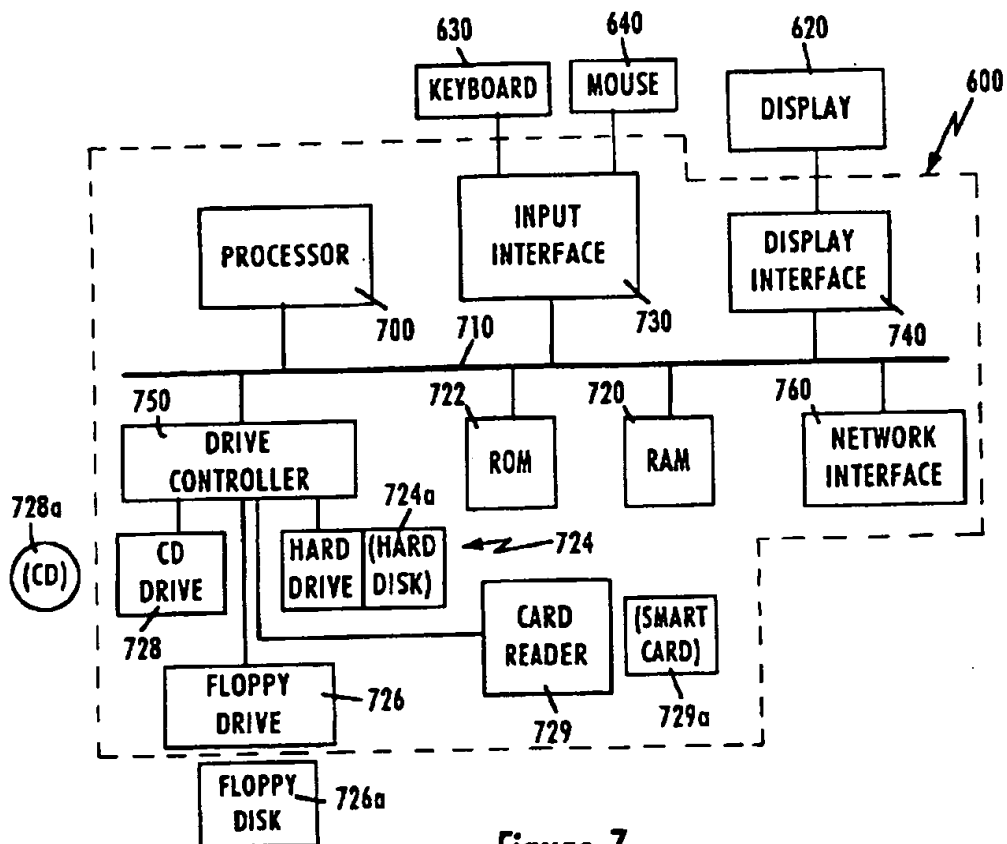 630
640
620
600
KEYBOARD
MOUSE
DISPLAY
PROCESSOR
700
INPUT
INTERFACE
730
DISPLAY
INTERFACE
740
710
750
DRIVE
CONTROLLER
722
ROM
720
RAM
760
NETWORK
INTERFACE
728a
(CD)
CD
DRIVE
728
724a
HARD
DRIVE
(HARD
DISK)
724
CARD
READER
729
(SMART
CARD)
729a
FLOPPY
DRIVE
726
FLOPPY
DISK
726a
Figure 7